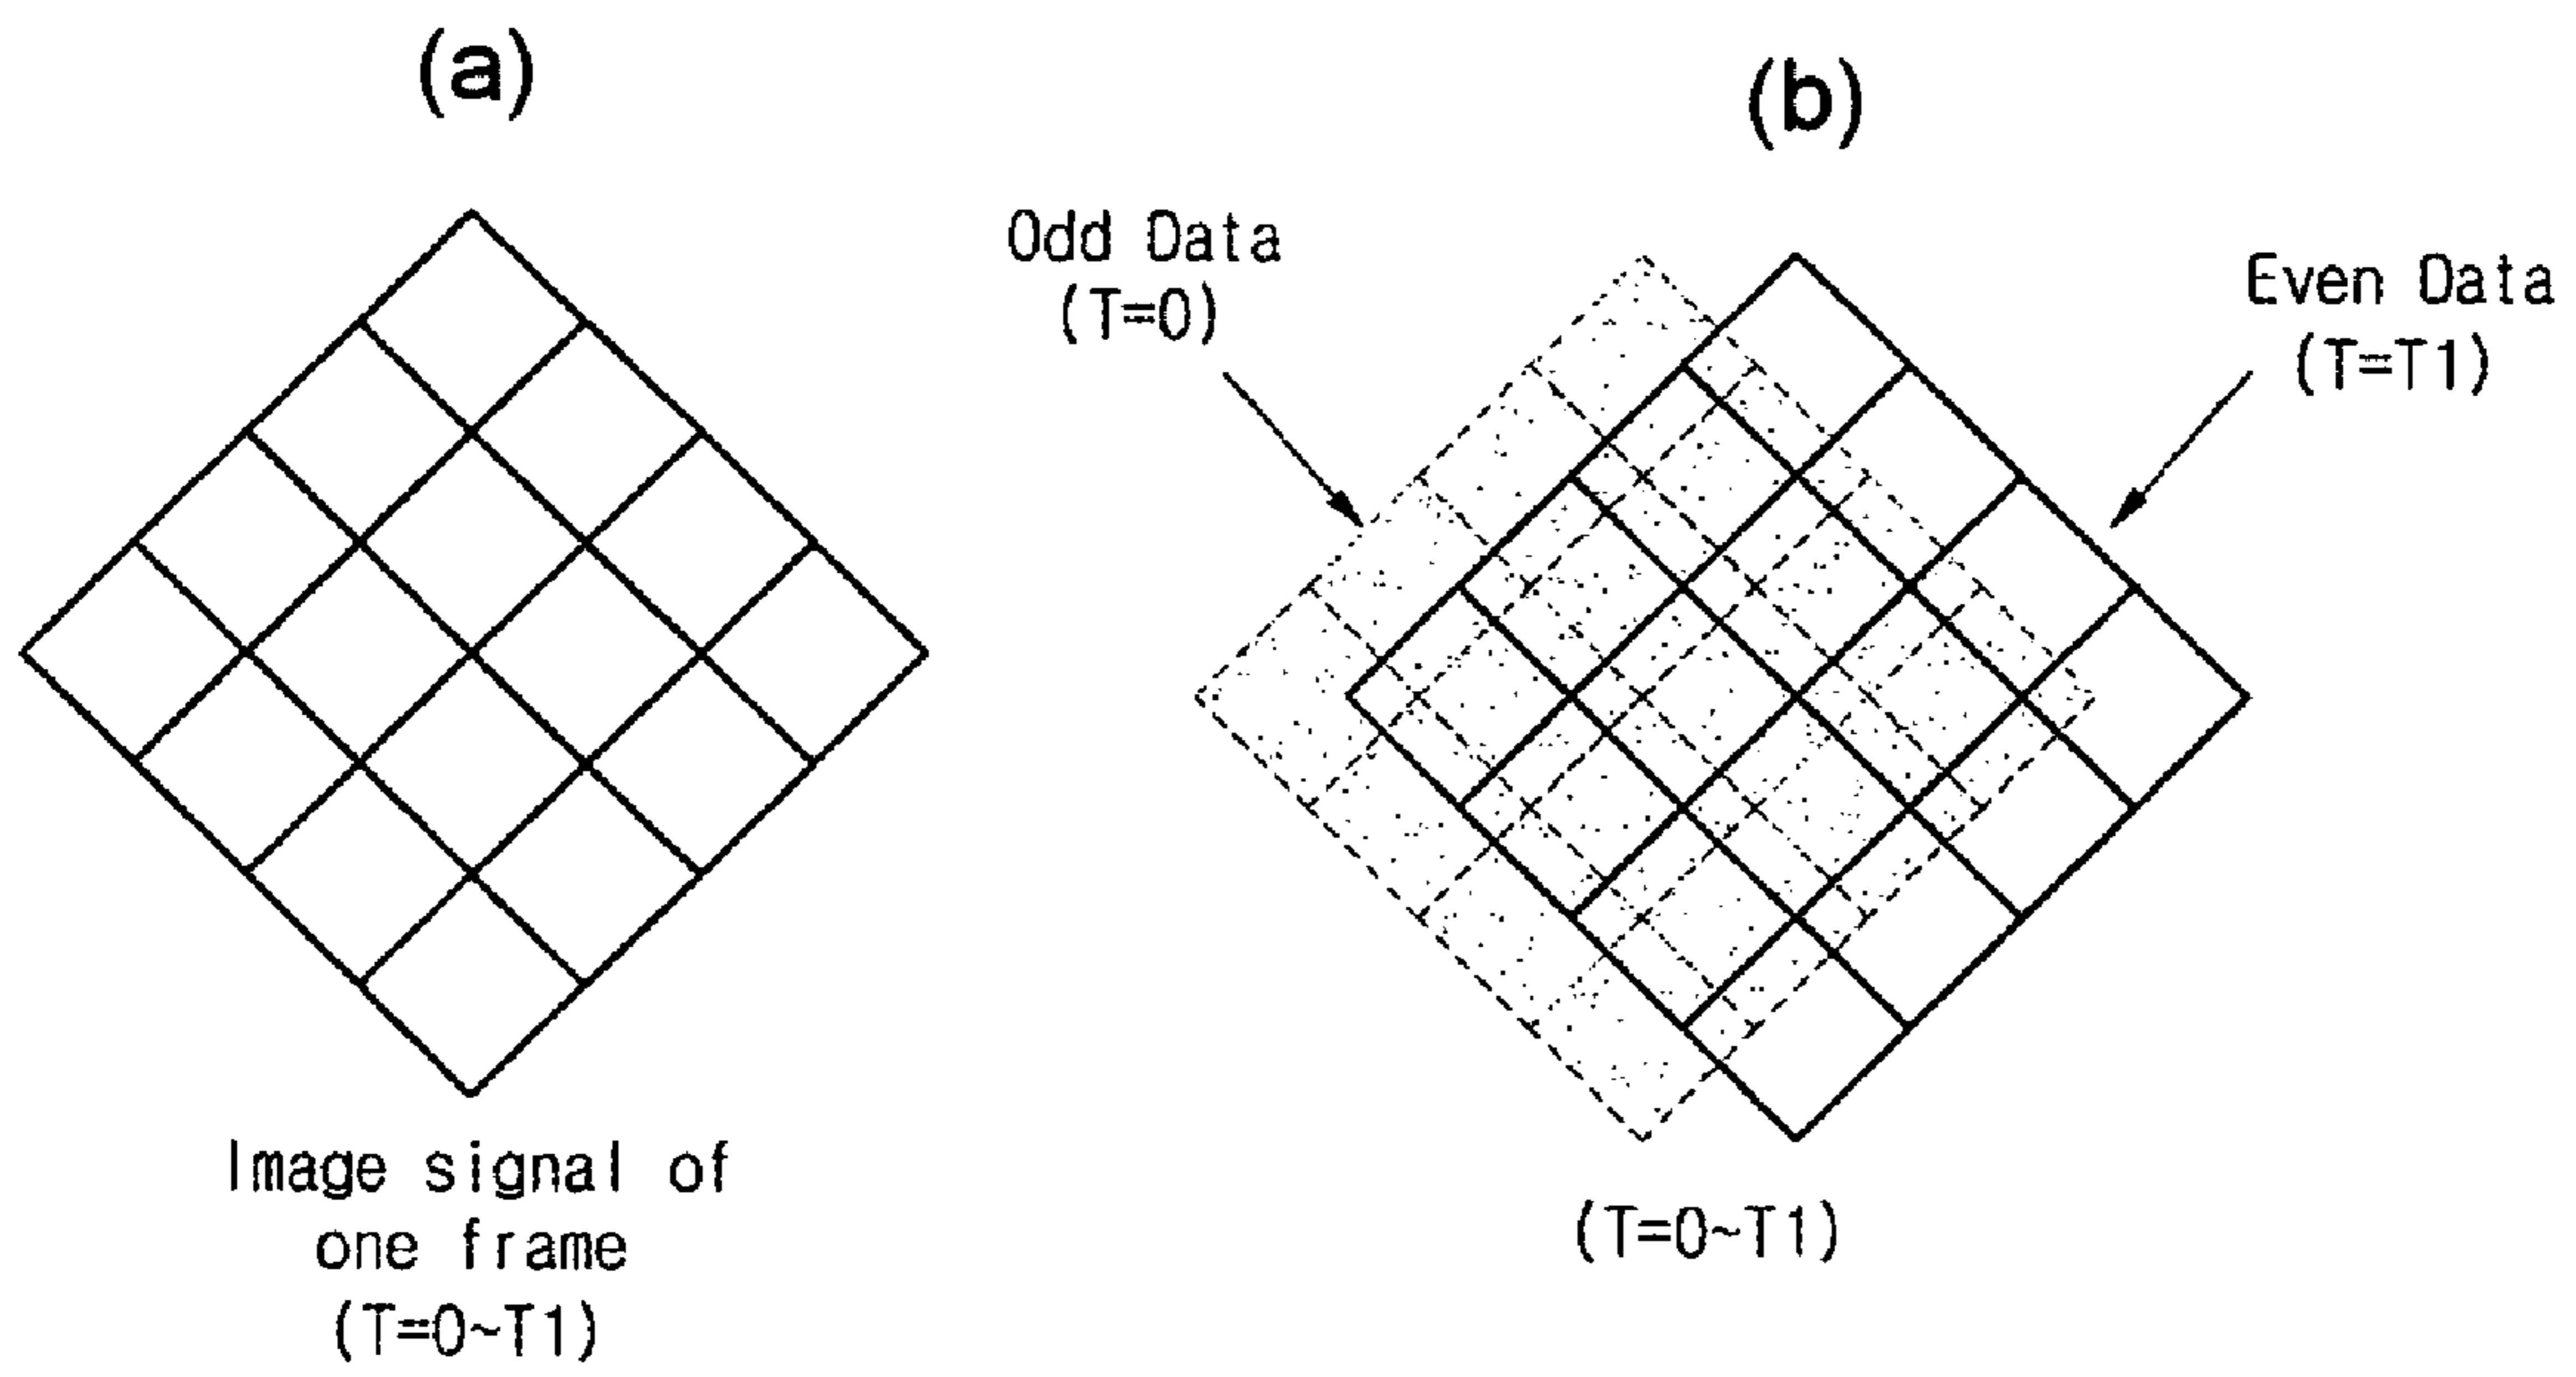 (a)
Image signal of
one frame
(T=0~T1)
(b)
Odd Data
(T=0)
Even Data
(T=T1)
(T=0~T1)